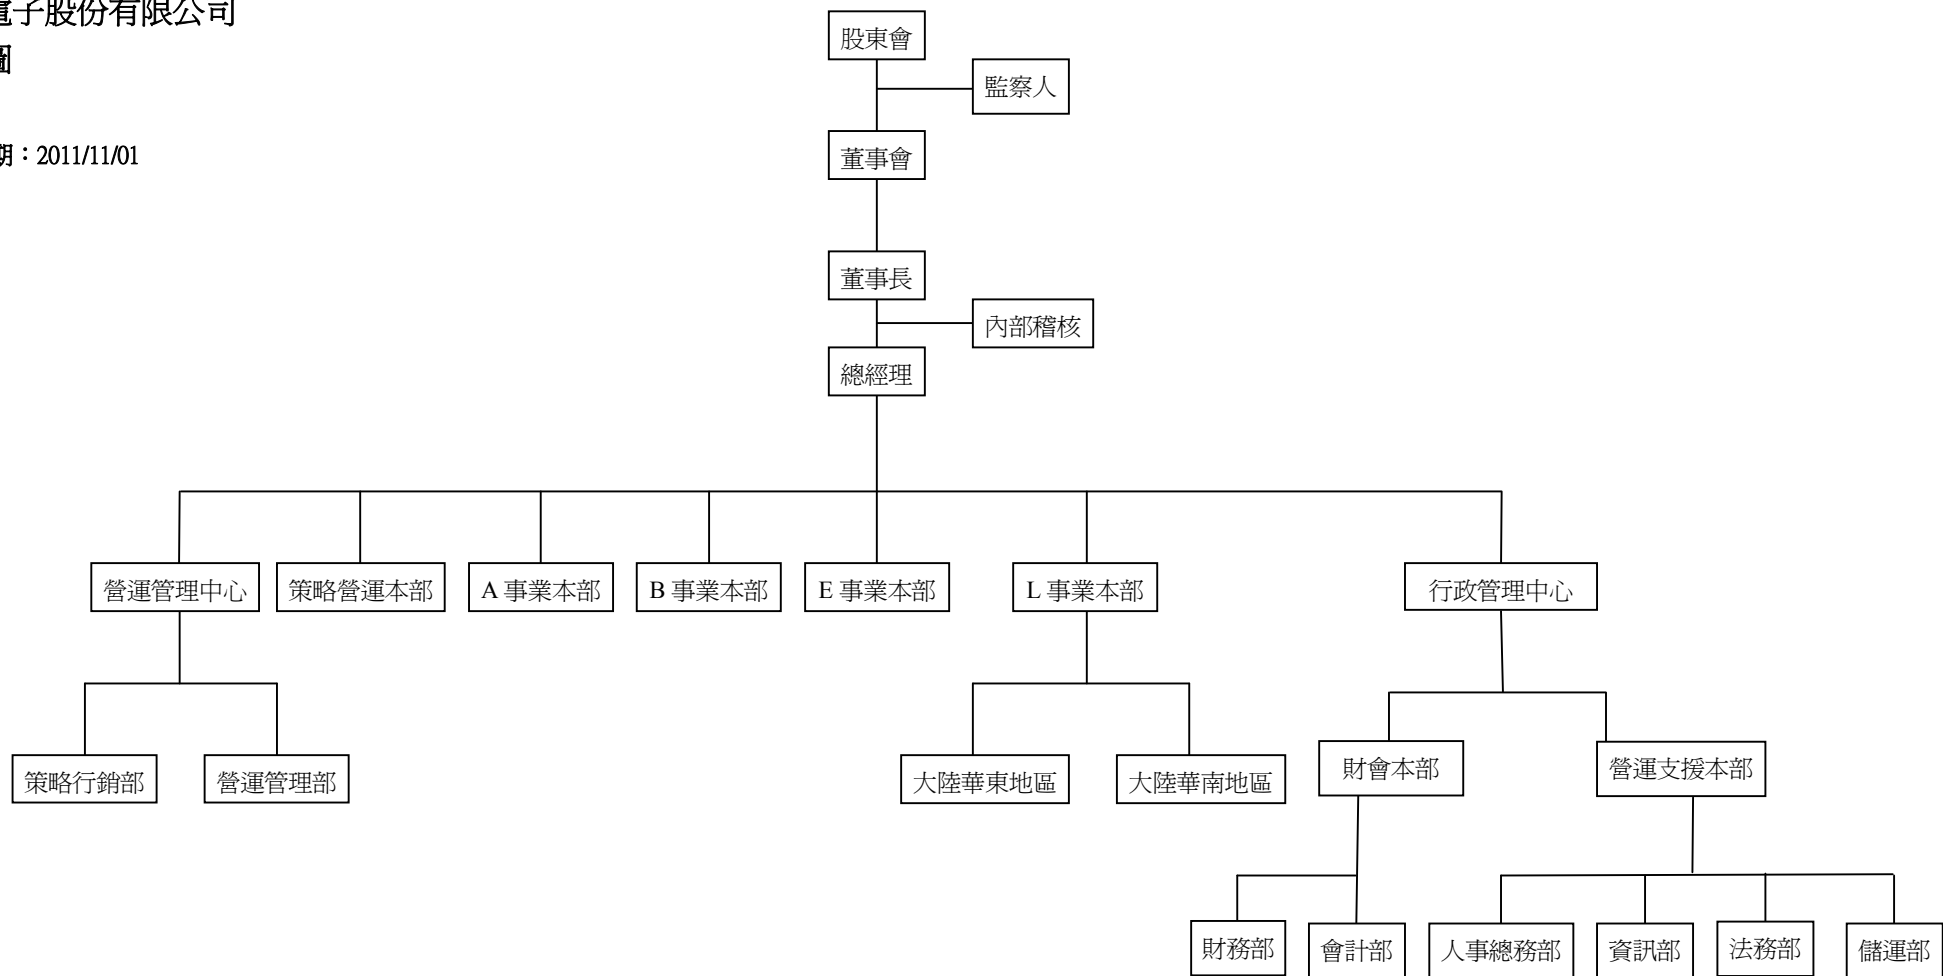 電子股份有限公司
圖
期：2011/11/01
股東會
監察人
董事會
董事長
內部稽核
總經理
營運管理中心
策略營運本部
A 事業本部
B 事業本部
E 事業本部
L 事業本部
行政管理中心
策略行銷部
營運管理部
大陸華東地區
大陸華南地區
財會本部
營運支援本部
財務部
會計部
人事總務部
資訊部
法務部
儲運部